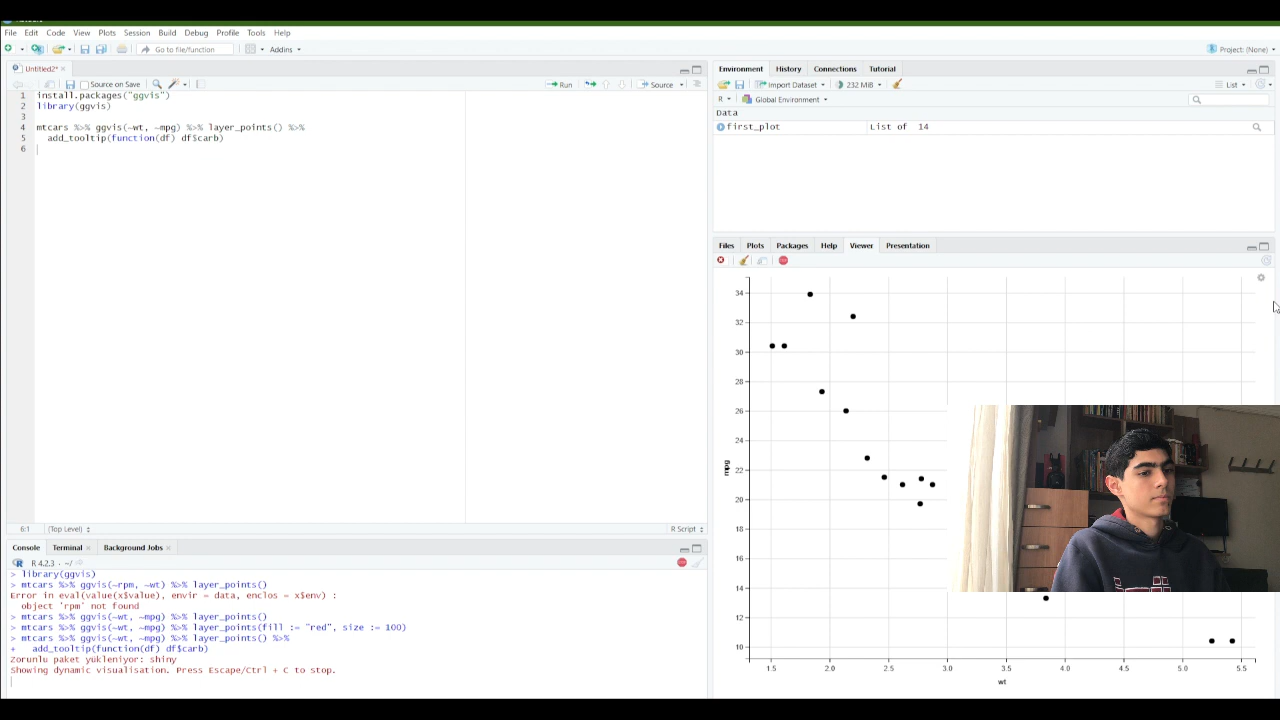 File Edit Code View Plots Session Build Debug Profile Tools Help
Go to file/function Addins Project: (None)
Untitled2*
Source on Save Run Source
1 install.packages("ggvis")
2 library(ggvis)
3
4 mtcars %>% ggvis(~wt, ~mpg) %>% layer_points() %>%
5 add_tooltip(function(df) df$carb)
6
6:1 (Top Level) R Script
Console Terminal Background Jobs
R 4.2.3 · ~/
> library(ggvis)
> mtcars %>% ggvis(~rpm, ~wt) %>% layer_points()
Error in eval(value(x$value), envir = data, enclos = x$env) :
object 'rpm' not found
> mtcars %>% ggvis(~wt, ~mpg) %>% layer_points()
> mtcars %>% ggvis(~wt, ~mpg) %>% layer_points(fill := "red", size := 100)
> mtcars %>% ggvis(~wt, ~mpg) %>% layer_points() %>%
+ add_tooltip(function(df) df$carb)
Zorunlu paket yükleniyor: shiny
Showing dynamic visualisation. Press Escape/Ctrl + C to stop.
Environment History Connections Tutorial
Import Dataset 232 MiB List
R Global Environment
Data
first_plot List of 14
Files Plots Packages Help Viewer Presentation
34
32
30
28
26
24
22
20
18
16
14
12
10
mpg
1.5 2.0 2.5 3.0 3.5 4.0 4.5 5.0 5.5
wt